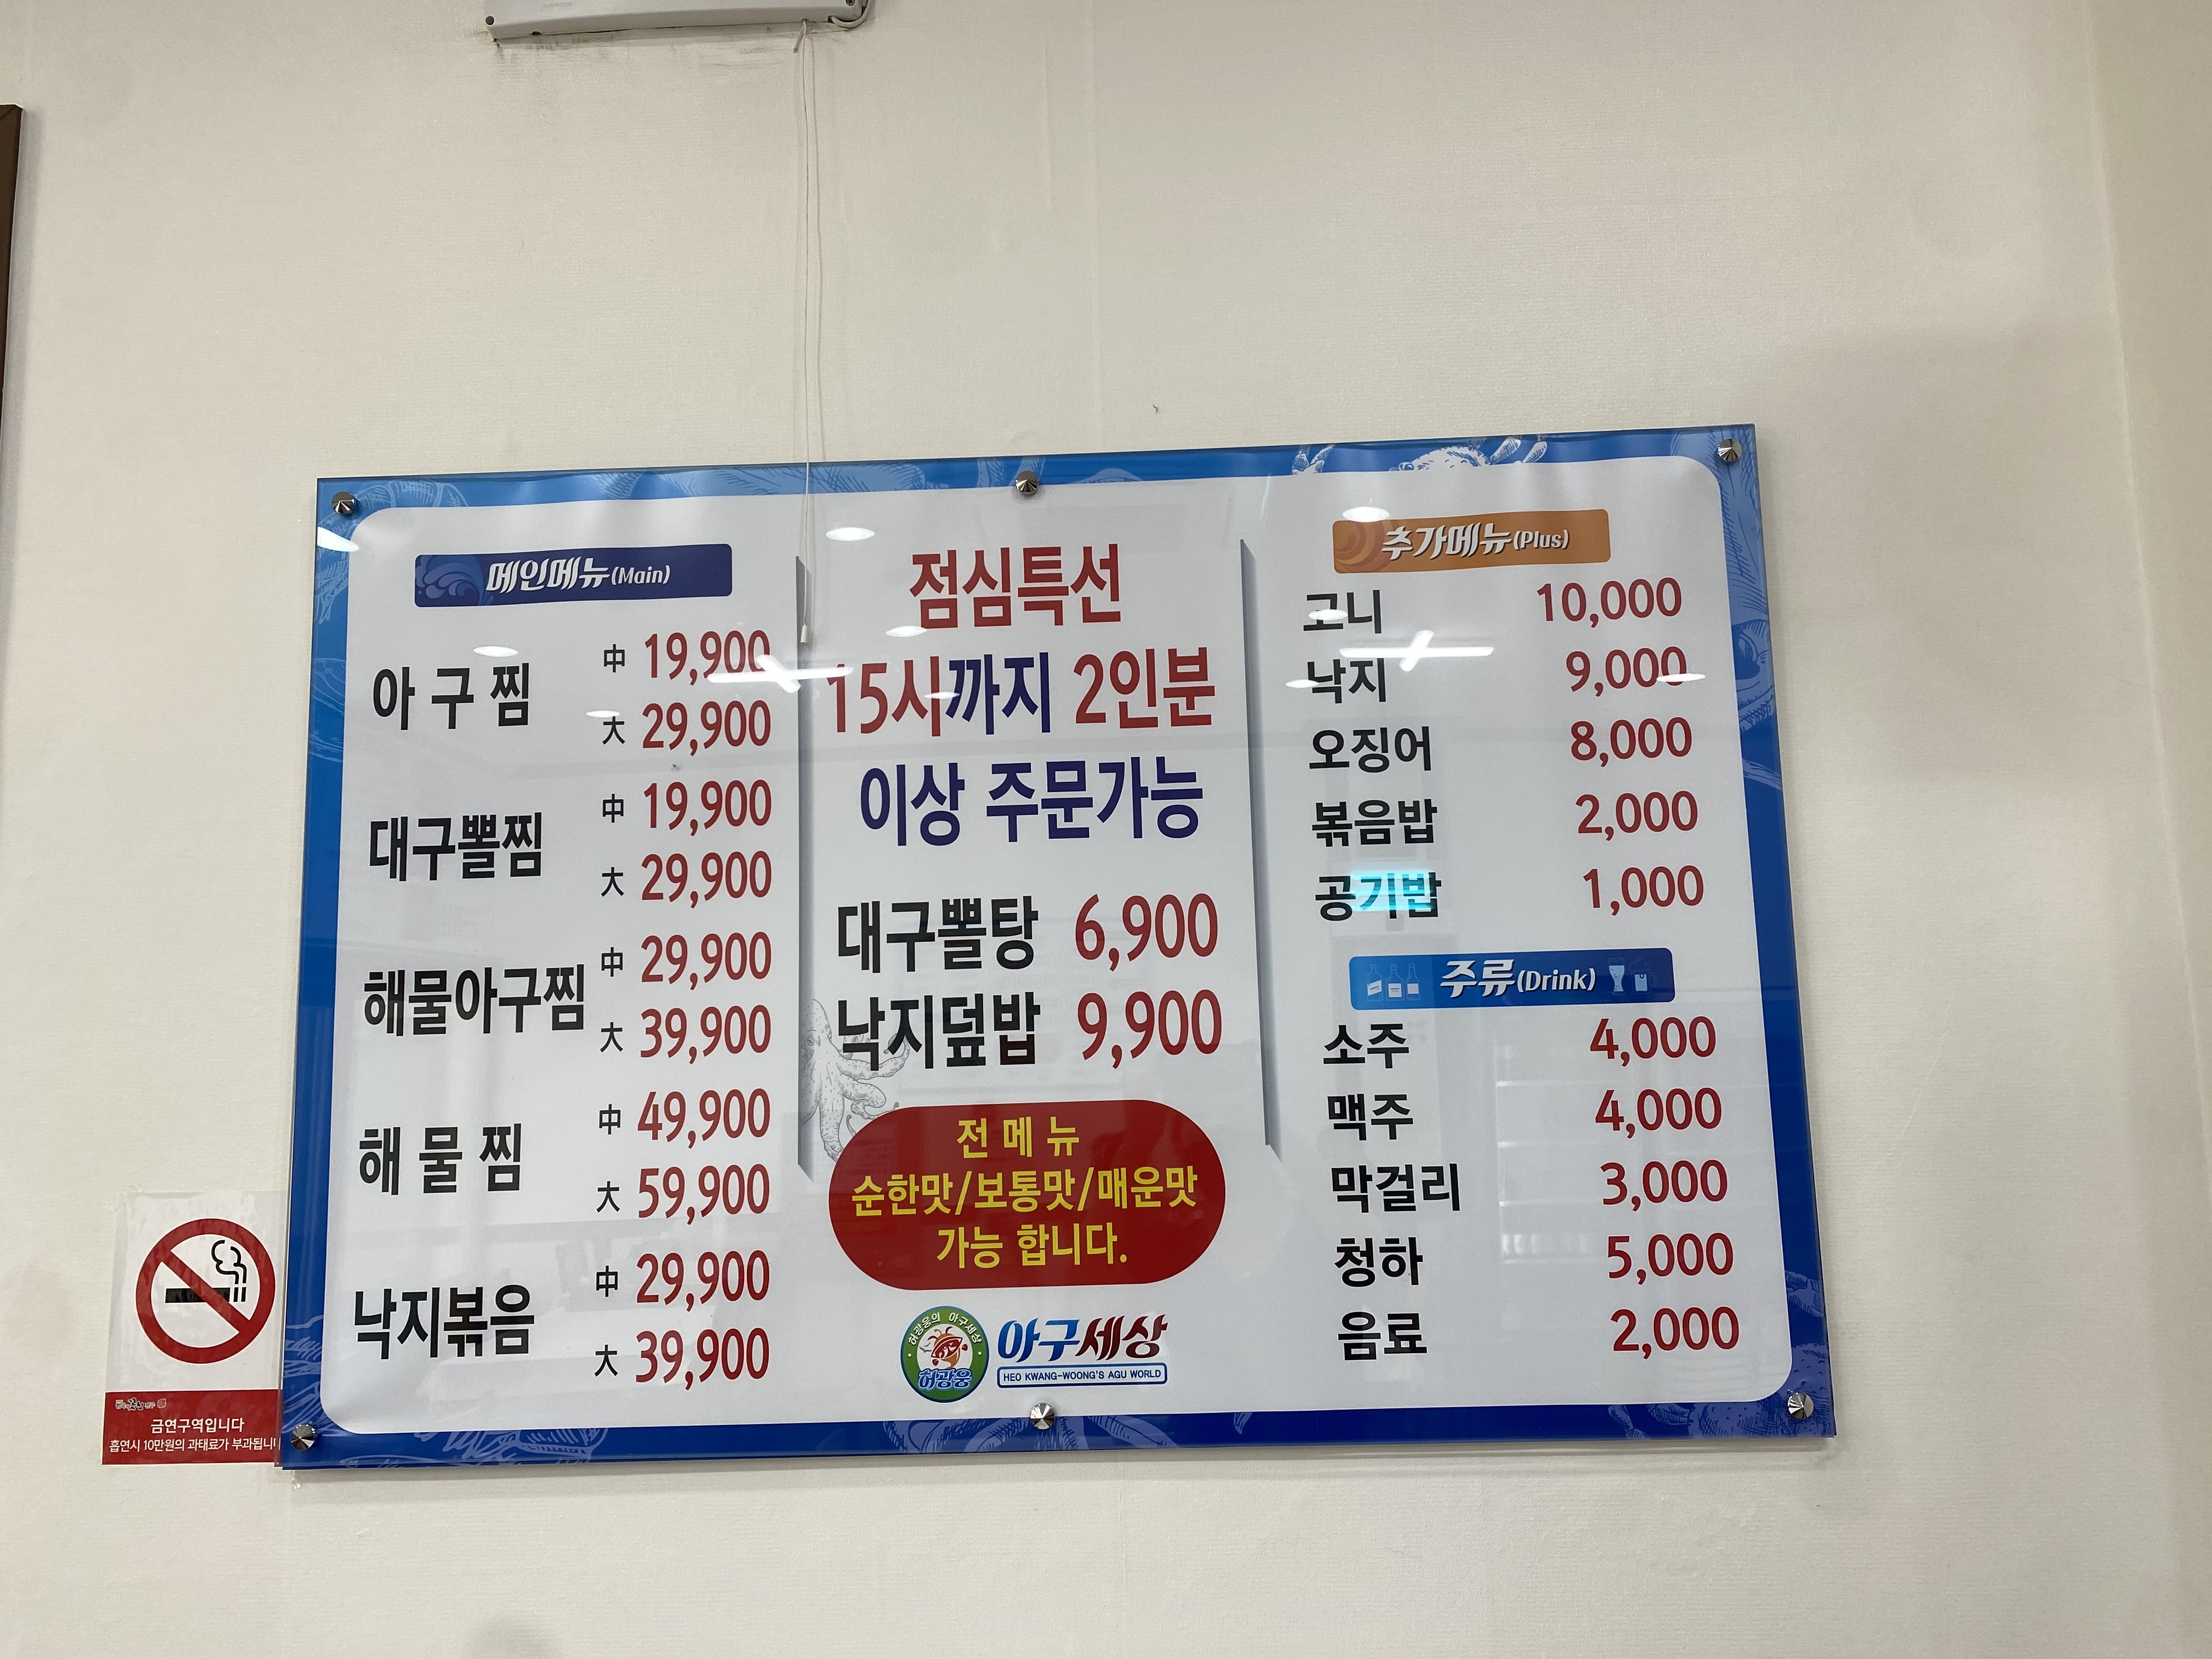 메인메뉴(Main)
아구찜
中 19,900
大 29,900
대구뽈찜
中 19,900
大 29,900
해물아구찜
中 29,900
大 39,900
해물찜
中 49,900
大 59,900
낙지볶음
中 29,900
大 39,900
점심특선
15시까지 2인분
이상 주문가능
대구뽈탕 6,900
낙지덮밥 9,900
전메뉴
순한맛/보통맛/매운맛
가능 합니다.
허광웅의 아구세상
허광웅
아구세상
HEO KWANG-WOONG'S AGU WORLD
추가메뉴(Plus)
고니 10,000
낙지 9,000
오징어 8,000
볶음밥 2,000
공기밥 1,000
주류(Drink)
소주 4,000
맥주 4,000
막걸리 3,000
청하 5,000
음료 2,000
금연구역입니다
흡연시 10만원의 과태료가 부과됩니